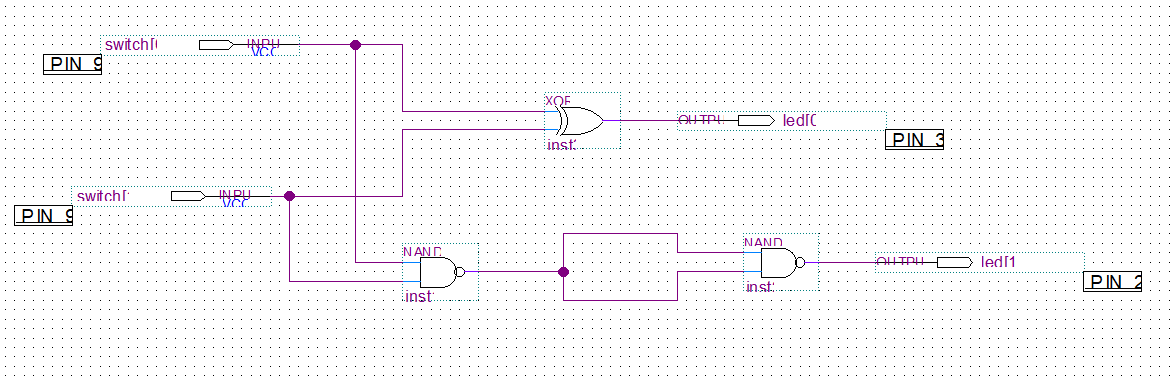 switch[
INPU
VCC
PIN_9
XOR
OUTPU
led[0
inst
PIN_3
switch[
INPU
VCC
PIN_9
NAND
inst
NAND
OUTPU
led[1
inst
PIN_2